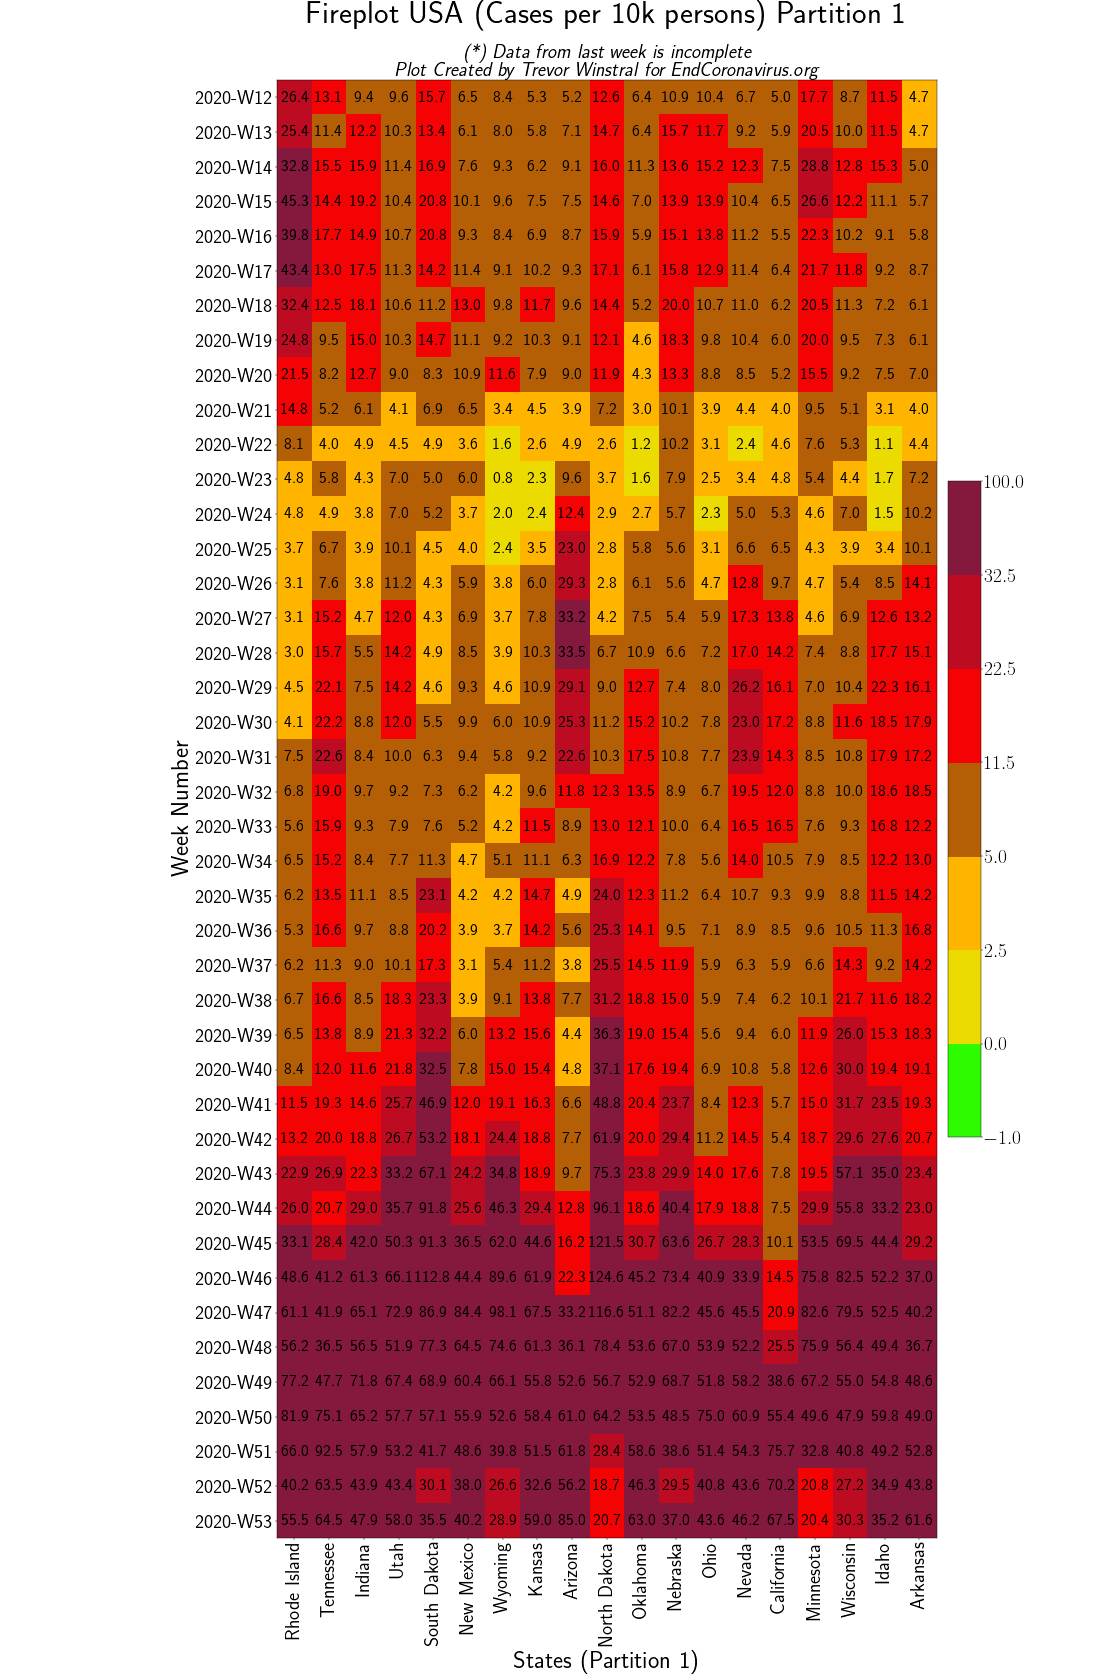 Fireplot USA (Cases per 10k persons) Partition 1
(*) Data from last week is incomplete
Plot Created by Trevor Winstral for EndCoronavirus.org
2020-W12 26.4 13.1 9.4 9.6 15.7 6.5 8.4 5.3 5.2 12.6 6.4 10.9 10.4 6.7 5.0 17.7 8.7 11.5 4.7
2020-W13 25.4 11.4 12.2 10.3 13.4 6.1 8.0 5.8 7.1 14.7 6.4 15.7 11.7 9.2 5.9 20.5 10.0 11.5 4.7
2020-W14 32.8 15.5 15.9 11.4 16.9 7.6 9.3 6.2 9.1 16.0 11.3 13.6 15.2 12.3 7.5 28.8 12.8 15.3 5.0
2020-W15 45.3 14.4 19.2 10.4 20.8 10.1 9.6 7.5 7.5 14.6 7.0 13.9 13.9 10.4 6.5 26.6 12.2 11.1 5.7
2020-W16 39.8 17.7 14.9 10.7 20.8 9.3 8.4 6.9 8.7 15.9 5.9 15.1 13.8 11.2 5.5 22.3 10.2 9.1 5.8
2020-W17 43.4 13.0 17.5 11.3 14.2 11.4 9.1 10.2 9.3 17.1 6.1 15.8 12.9 11.4 6.4 21.7 11.8 9.2 8.7
2020-W18 32.4 12.5 18.1 10.6 11.2 13.0 9.8 11.7 9.6 14.4 5.2 20.0 10.7 11.0 6.2 20.5 11.3 7.2 6.1
2020-W19 24.8 9.5 15.0 10.3 14.7 11.1 9.2 10.3 9.1 12.1 4.6 18.3 9.8 10.4 6.0 20.0 9.5 7.3 6.1
2020-W20 21.5 8.2 12.7 9.0 8.3 10.9 11.6 7.9 9.0 11.9 4.3 13.3 8.8 8.5 5.2 15.5 9.2 7.5 7.0
2020-W21 14.8 5.2 6.1 4.1 6.9 6.5 3.4 4.5 3.9 7.2 3.0 10.1 3.9 4.4 4.0 9.5 5.1 3.1 4.0
2020-W22 8.1 4.0 4.9 4.5 4.9 3.6 1.6 2.6 4.9 2.6 1.2 10.2 3.1 2.4 4.6 7.6 5.3 1.1 4.4
2020-W23 4.8 5.8 4.3 7.0 5.0 6.0 0.8 2.3 9.6 3.7 1.6 7.9 2.5 3.4 4.8 5.4 4.4 1.7 7.2
2020-W24 4.8 4.9 3.8 7.0 5.2 3.7 2.0 2.4 12.4 2.9 2.7 5.7 2.3 5.0 5.3 4.6 7.0 1.5 10.2
2020-W25 3.7 6.7 3.9 10.1 4.5 4.0 2.4 3.5 23.0 2.8 5.8 5.6 3.1 6.6 6.5 4.3 3.9 3.4 10.1
2020-W26 3.1 7.6 3.8 11.2 4.3 5.9 3.8 6.0 29.3 2.8 6.1 5.6 4.7 12.8 9.7 4.7 5.4 8.5 14.1
2020-W27 3.1 15.2 4.7 12.0 4.3 6.9 3.7 7.8 33.2 4.2 7.5 5.4 5.9 17.3 13.8 4.6 6.9 12.6 13.2
2020-W28 3.0 15.7 5.5 14.2 4.9 8.5 3.9 10.3 33.5 6.7 10.9 6.6 7.2 17.0 14.2 7.4 8.8 17.7 15.1
2020-W29 4.5 22.1 7.5 14.2 4.6 9.3 4.6 10.9 29.1 9.0 12.7 7.4 8.0 26.2 16.1 7.0 10.4 22.3 16.1
2020-W30 4.1 22.2 8.8 12.0 5.5 9.9 6.0 10.9 25.3 11.2 15.2 10.2 7.8 23.0 17.2 8.8 11.6 18.5 17.9
2020-W31 7.5 22.6 8.4 10.0 6.3 9.4 5.8 9.2 22.6 10.3 17.5 10.8 7.7 23.9 14.3 8.5 10.8 17.9 17.2
2020-W32 6.8 19.0 9.7 9.2 7.3 6.2 4.2 9.6 11.8 12.3 13.5 8.9 6.7 19.5 12.0 8.8 10.0 18.6 18.5
2020-W33 5.6 15.9 9.3 7.9 7.6 5.2 4.2 11.5 8.9 13.0 12.1 10.0 6.4 16.5 16.5 7.6 9.3 16.8 12.2
2020-W34 6.5 15.2 8.4 7.7 11.3 4.7 5.1 11.1 6.3 16.9 12.2 7.8 5.6 14.0 10.5 7.9 8.5 12.2 13.0
2020-W35 6.2 13.5 11.1 8.5 23.1 4.2 4.2 14.7 4.9 24.0 12.3 11.2 6.4 10.7 9.3 9.9 8.8 11.5 14.2
2020-W36 5.3 16.6 9.7 8.8 20.2 3.9 3.7 14.2 5.6 25.3 14.1 9.5 7.1 8.9 8.5 9.6 10.5 11.3 16.8
2020-W37 6.2 11.3 9.0 10.1 17.3 3.1 5.4 11.2 3.8 25.5 14.5 11.9 5.9 6.3 5.9 6.6 14.3 9.2 14.2
2020-W38 6.7 16.6 8.5 18.3 23.3 3.9 9.1 13.8 7.7 31.2 18.8 15.0 5.9 7.4 6.2 10.1 21.7 11.6 18.2
2020-W39 6.5 13.8 8.9 21.3 32.2 6.0 13.2 15.6 4.4 36.3 19.0 15.4 5.6 9.4 6.0 11.9 26.0 15.3 18.3
2020-W40 8.4 12.0 11.6 21.8 32.5 7.8 15.0 15.4 4.8 37.1 17.6 19.4 6.9 10.8 5.8 12.6 30.0 19.4 19.1
2020-W41 11.5 19.3 14.6 25.7 46.9 12.0 19.1 16.3 6.6 48.8 20.4 23.7 8.4 12.3 5.7 15.0 31.7 23.5 19.3
2020-W42 13.2 20.0 18.8 26.7 53.2 18.1 24.4 18.8 7.7 61.9 20.0 29.4 11.2 14.5 5.4 18.7 29.6 27.6 20.7
2020-W43 22.9 26.9 22.3 33.2 67.1 24.2 34.8 18.9 9.7 75.3 23.8 29.9 14.0 17.6 7.8 19.5 57.1 35.0 23.4
2020-W44 26.0 20.7 29.0 35.7 91.8 25.6 46.3 29.4 12.8 96.1 18.6 40.4 17.9 18.8 7.5 29.9 55.8 33.2 23.0
2020-W45 33.1 28.4 42.0 50.3 91.3 36.5 62.0 44.6 16.2 121.5 30.7 63.6 26.7 28.3 10.1 53.5 69.5 44.4 29.2
2020-W46 48.6 41.2 61.3 66.1 112.8 44.4 89.6 61.9 22.3 124.6 45.2 73.4 40.9 33.9 14.5 75.8 82.5 52.2 37.0
2020-W47 61.1 41.9 65.1 72.9 86.9 84.4 98.1 67.5 33.2 116.6 51.1 82.2 45.6 45.5 20.9 82.6 79.5 52.5 40.2
2020-W48 56.2 36.5 56.5 51.9 77.3 64.5 74.6 61.3 36.1 78.4 53.6 67.0 53.9 52.2 25.5 75.9 56.4 49.4 36.7
2020-W49 77.2 47.7 71.8 67.4 68.9 60.4 66.1 55.8 52.6 56.7 52.9 68.7 51.8 58.2 38.6 67.2 55.0 54.8 48.6
2020-W50 81.9 75.1 65.2 57.7 57.1 55.9 52.6 58.4 61.0 64.2 53.5 48.5 75.0 60.9 55.4 49.6 47.9 59.8 49.0
2020-W51 66.0 92.5 57.9 53.2 41.7 48.6 39.8 51.5 61.8 28.4 58.6 38.6 51.4 54.3 75.7 32.8 40.8 49.2 52.8
2020-W52 40.2 63.5 43.9 43.4 30.1 38.0 26.6 32.6 56.2 18.7 46.3 29.5 40.8 43.6 70.2 20.8 27.2 34.9 43.8
2020-W53 55.5 64.5 47.9 58.0 35.5 40.2 28.9 59.0 85.0 20.7 63.0 37.0 43.6 46.2 67.5 20.4 30.3 35.2 61.6
Week Number
Rhode Island
Tennessee
Indiana
Utah
South Dakota
New Mexico
Wyoming
Kansas
Arizona
North Dakota
Oklahoma
Nebraska
Ohio
Nevada
California
Minnesota
Wisconsin
Idaho
Arkansas
States (Partition 1)
100.0
32.5
22.5
11.5
5.0
2.5
0.0
−1.0